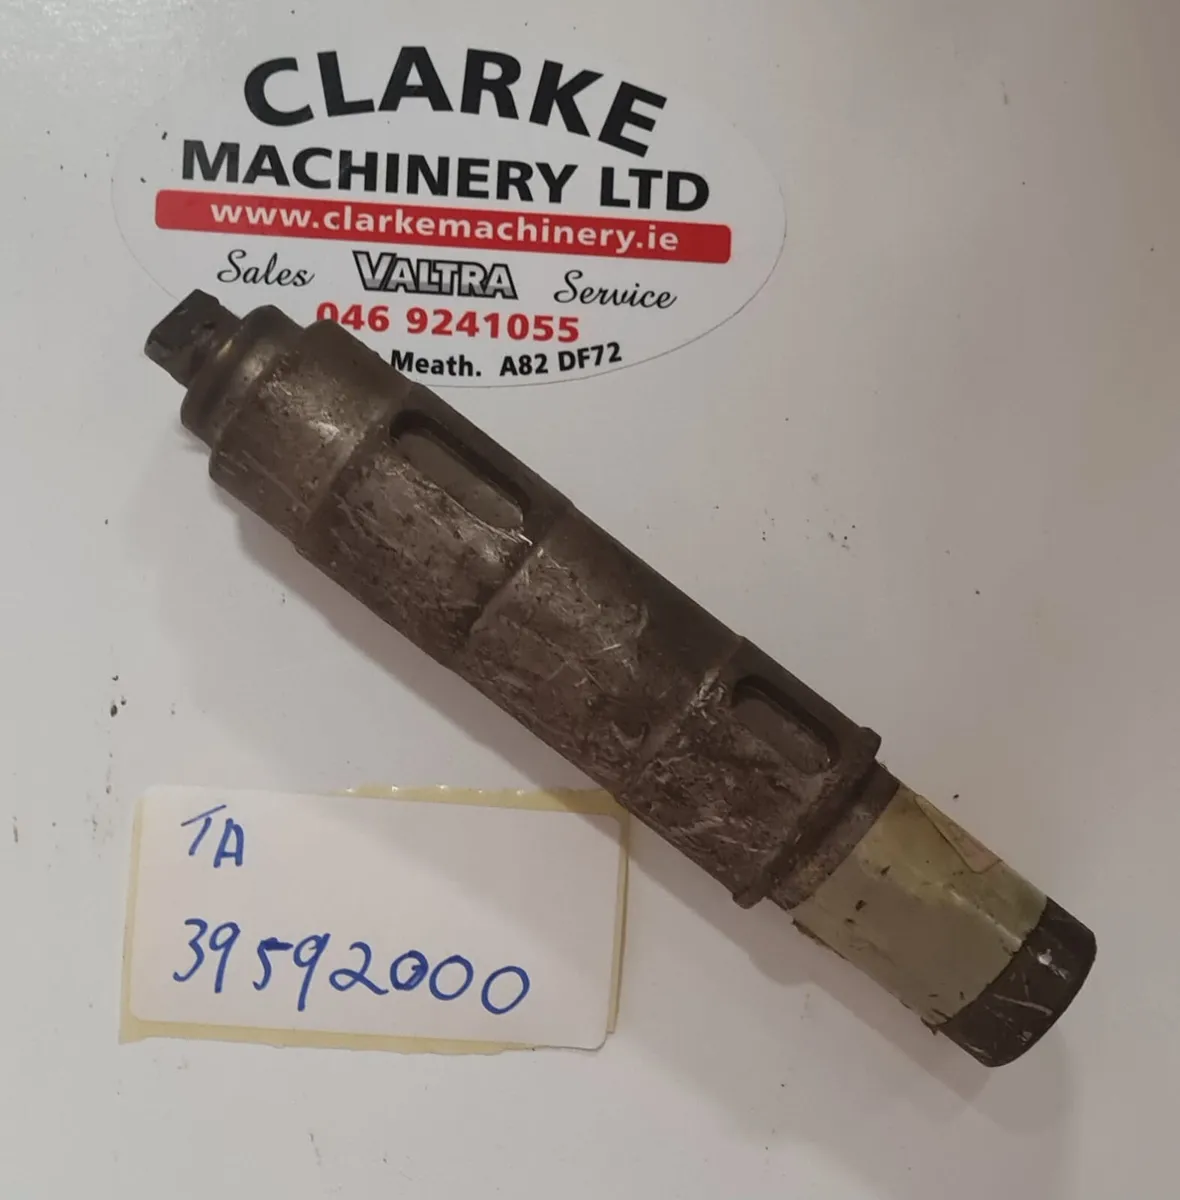 CLARKE
MACHINERY LTD
www.clarkemachinery.ie
Sales VALTRA Service
046 9241055
Meath. A82 DF72
TA
39592000